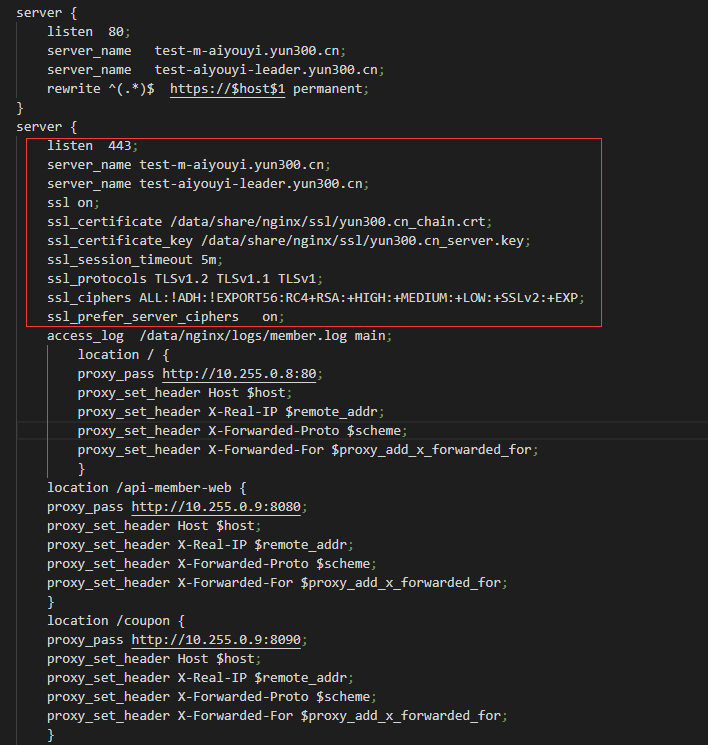 server {
listen  80;
server_name   test-m-aiyouyi.yun300.cn;
server_name   test-aiyouyi-leader.yun300.cn;
rewrite ^(.*)$  https://$host$1 permanent;
}
server {
listen  443;
server_name test-m-aiyouyi.yun300.cn;
server_name test-aiyouyi-leader.yun300.cn;
ssl on;
ssl_certificate /data/share/nginx/ssl/yun300.cn_chain.crt;
ssl_certificate_key /data/share/nginx/ssl/yun300.cn_server.key;
ssl_session_timeout 5m;
ssl_protocols TLSv1.2 TLSv1.1 TLSv1;
ssl_ciphers ALL:!ADH:!EXPORT56:RC4+RSA:+HIGH:+MEDIUM:+LOW:+SSLv2:+EXP;
ssl_prefer_server_ciphers   on;
access_log  /data/nginx/logs/member.log main;
location / {
proxy_pass http://10.255.0.8:80;
proxy_set_header Host $host;
proxy_set_header X-Real-IP $remote_addr;
proxy_set_header X-Forwarded-Proto $scheme;
proxy_set_header X-Forwarded-For $proxy_add_x_forwarded_for;
}
location /api-member-web {
proxy_pass http://10.255.0.9:8080;
proxy_set_header Host $host;
proxy_set_header X-Real-IP $remote_addr;
proxy_set_header X-Forwarded-Proto $scheme;
proxy_set_header X-Forwarded-For $proxy_add_x_forwarded_for;
}
location /coupon {
proxy_pass http://10.255.0.9:8090;
proxy_set_header Host $host;
proxy_set_header X-Real-IP $remote_addr;
proxy_set_header X-Forwarded-Proto $scheme;
proxy_set_header X-Forwarded-For $proxy_add_x_forwarded_for;
}